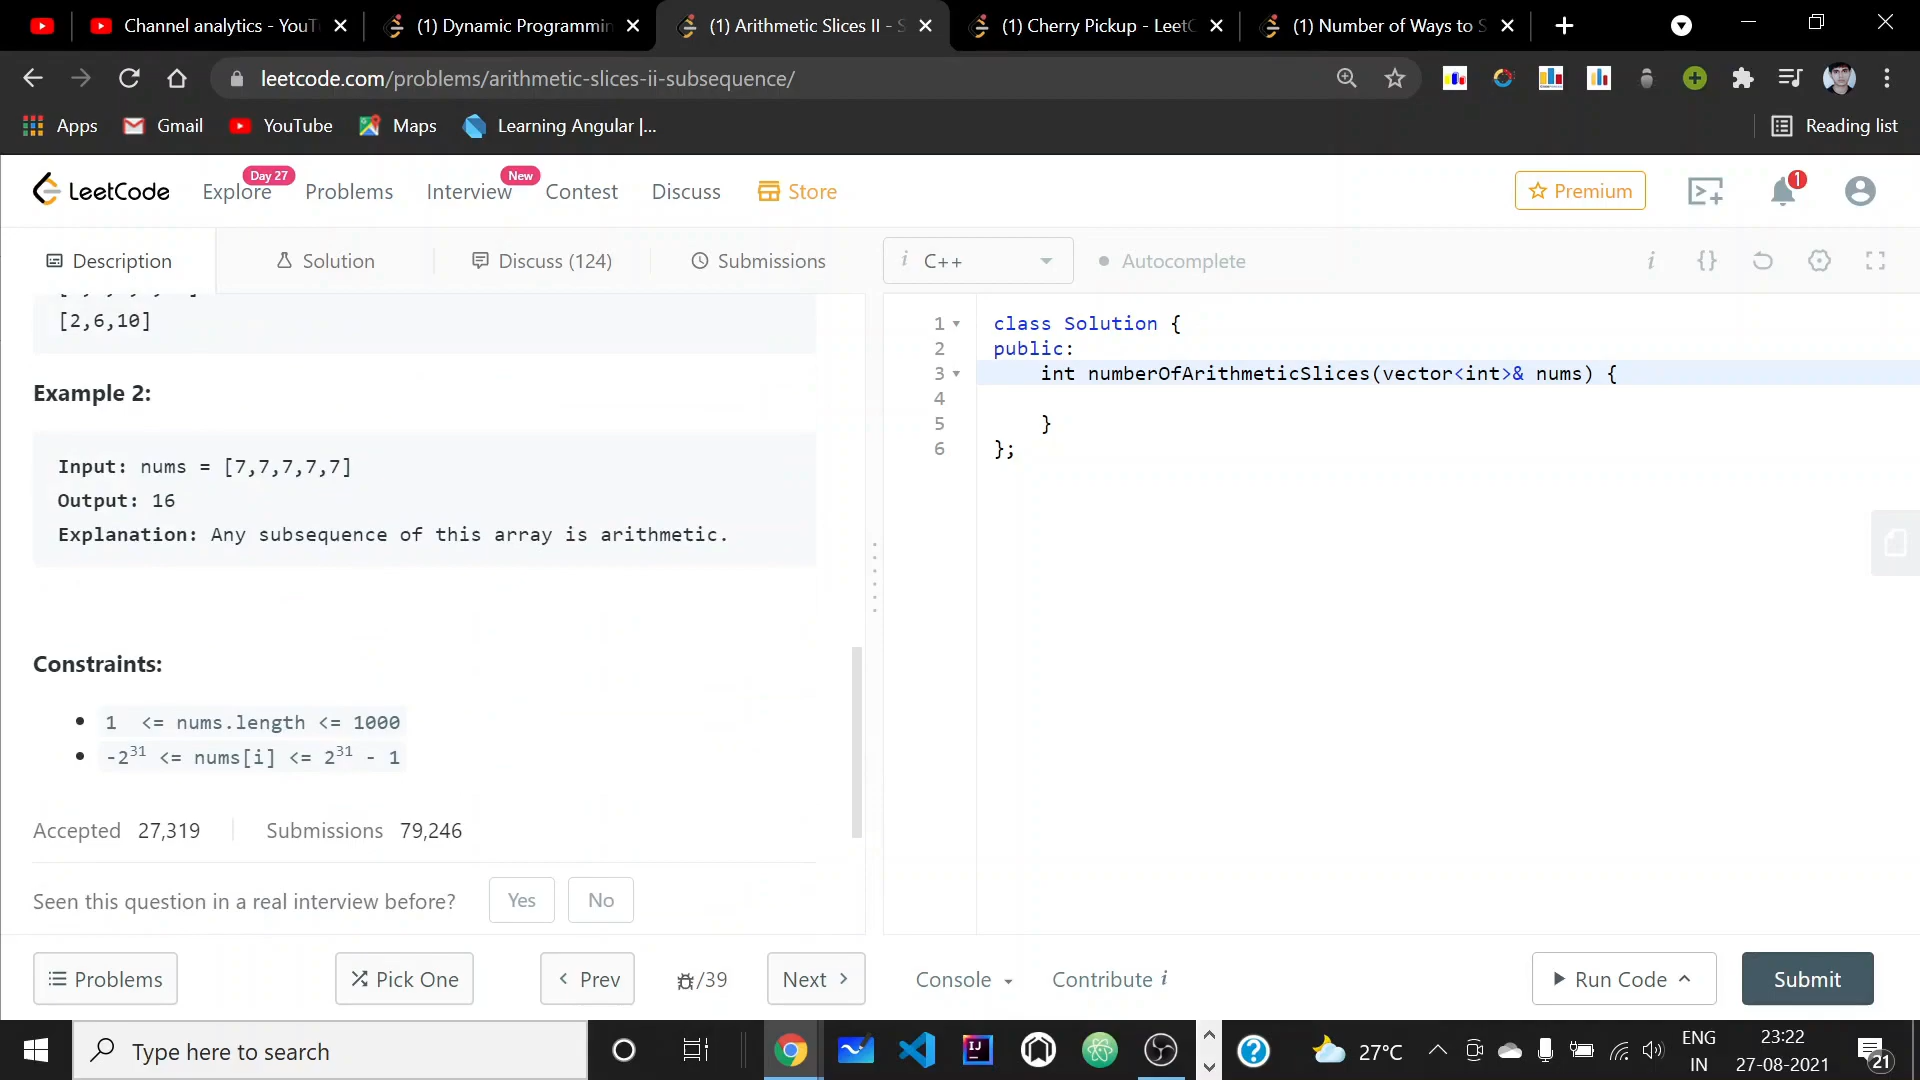 Channel analytics - YouTu
(1) Dynamic Programmin
(1) Arithmetic Slices II - S
(1) Cherry Pickup - LeetC
(1) Number of Ways to S
leetcode.com/problems/arithmetic-slices-ii-subsequence/
Apps
Gmail
YouTube
Maps
Learning Angular |...
Reading list
LeetCode
Explore
Day 27
Problems
Interview
New
Contest
Discuss
Store
Premium
1
Description
Solution
Discuss (124)
Submissions
i C++
Autocomplete
i {}
[2,6,10]
Example 2:
Input: nums = [7,7,7,7,7]
Output: 16
Explanation: Any subsequence of this array is arithmetic.
Constraints:
1 <= nums.length <= 1000
-2^31 <= nums[i] <= 2^31 - 1
Accepted 27,319
Submissions 79,246
Seen this question in a real interview before?
Yes
No
1 class Solution {
2 public:
3 int numberOfArithmeticSlices(vector<int>& nums) {
4
5 }
6 };
Problems
Pick One
Prev
/39
Next
Console
Contribute i
Run Code
Submit
Type here to search
27°C
ENG
IN
23:22
27-08-2021
21